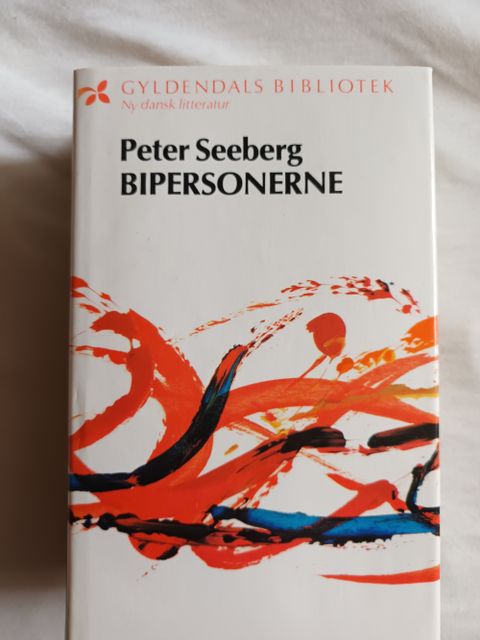 GYLDENDALS BIBLIOTEK
Ny dansk litteratur
Peter Seeberg
BIPERSONERNE